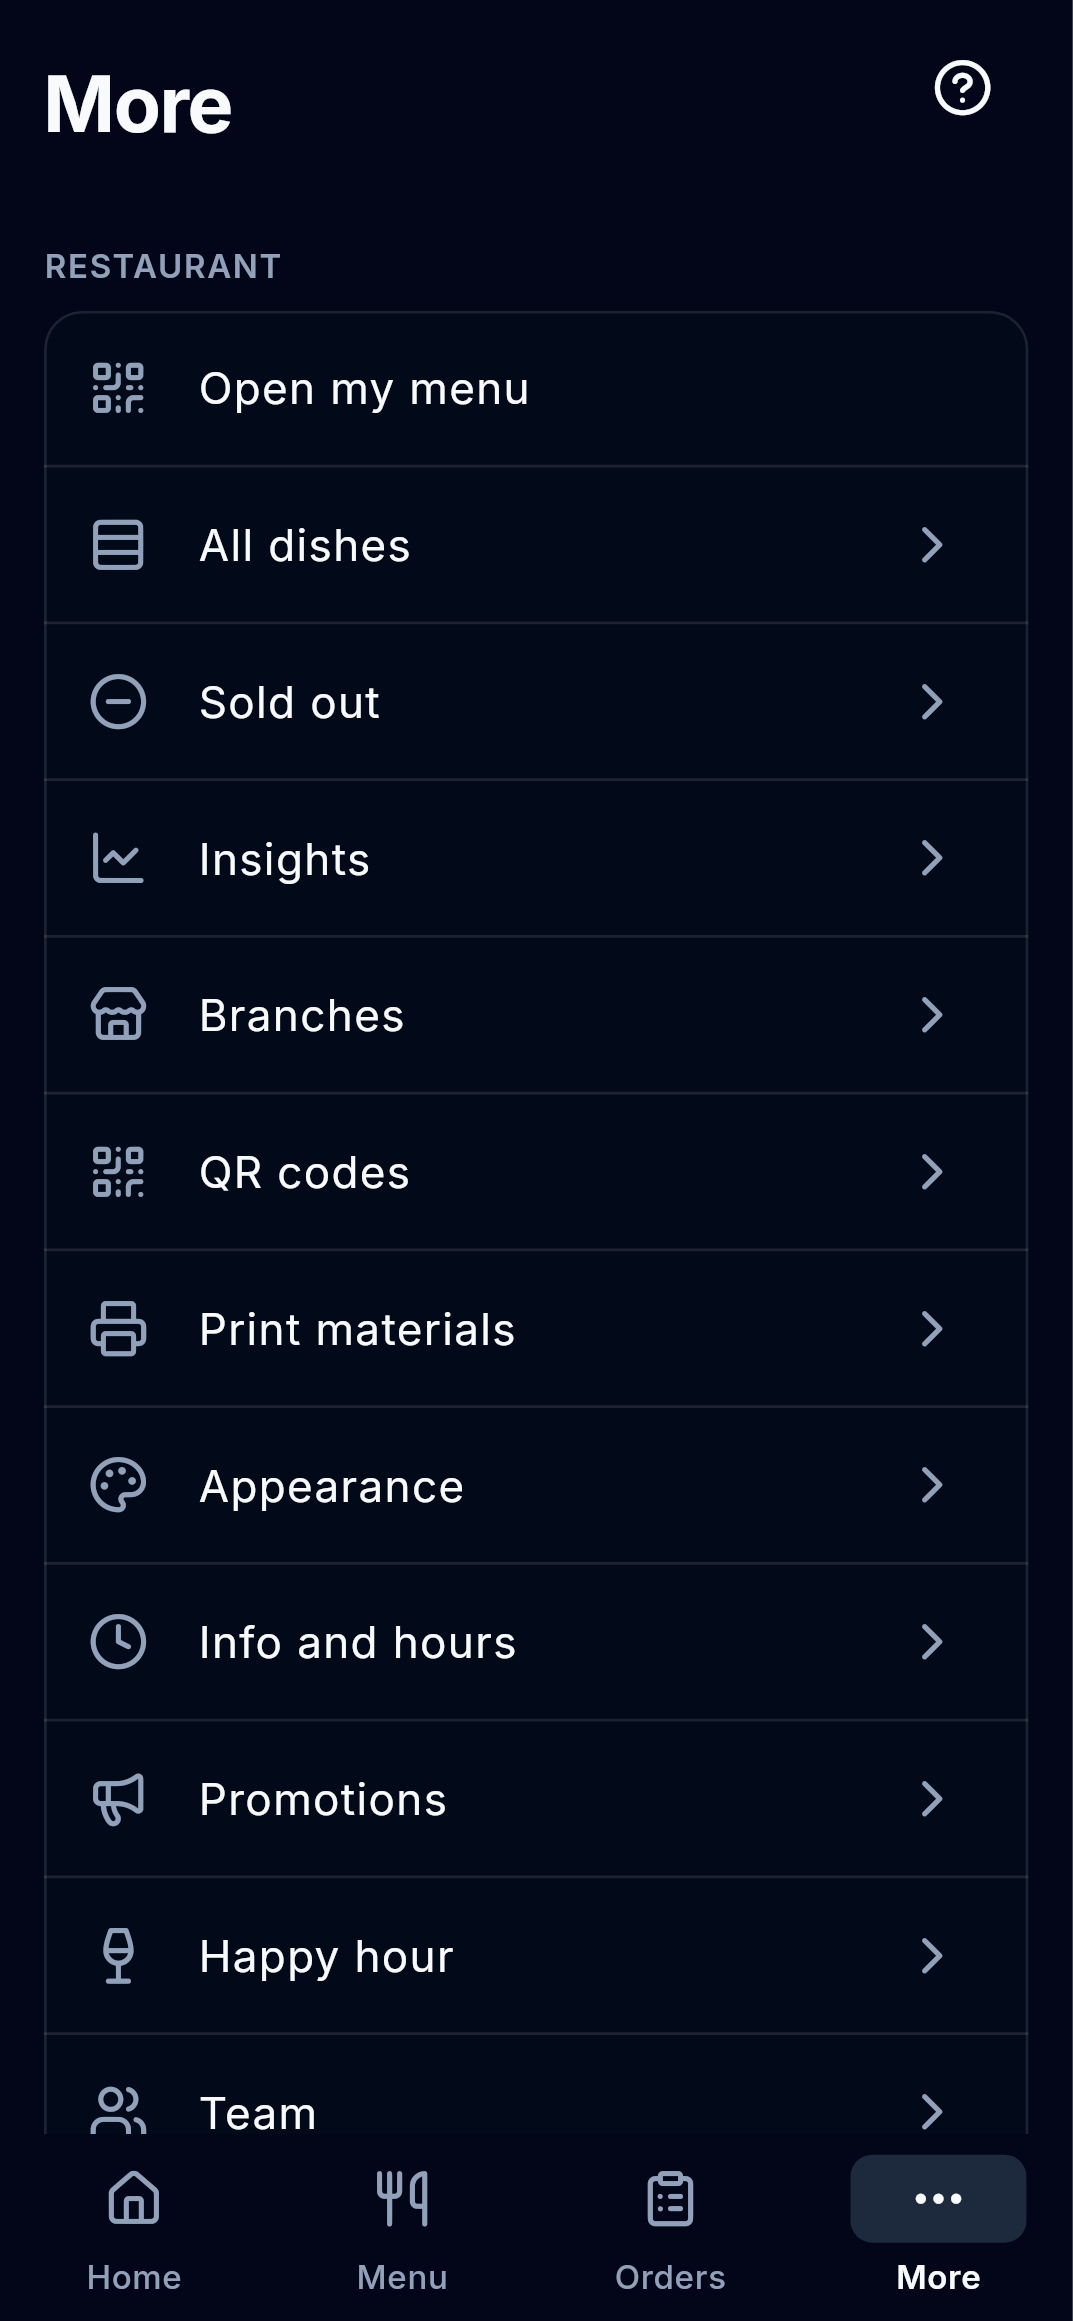 More
RESTAURANT
Open my menu
All dishes
Sold out
Insights
Branches
QR codes
Print materials
Appearance
Info and hours
Promotions
Happy hour
Team
Home
Menu
Orders
More